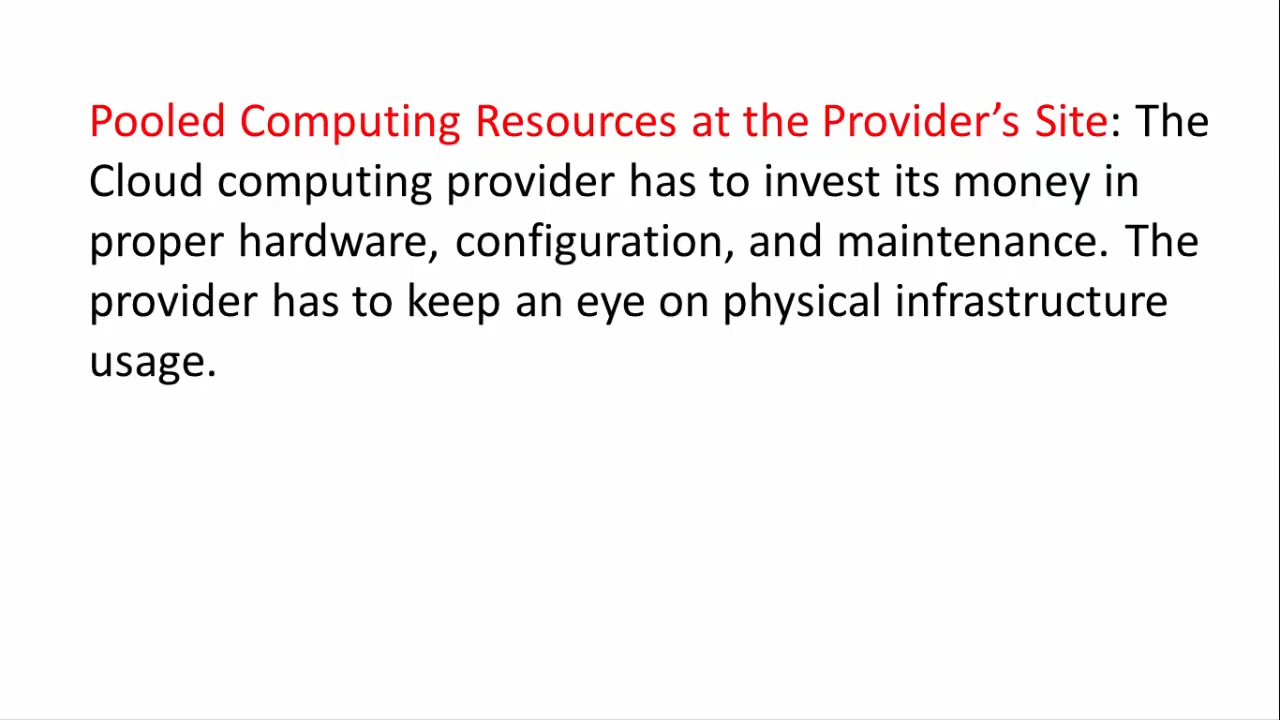 Pooled Computing Resources at the Provider’s Site: The
Cloud computing provider has to invest its money in
proper hardware, configuration, and maintenance. The
provider has to keep an eye on physical infrastructure
usage.